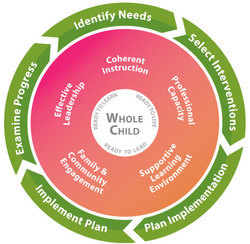 Identify Needs
Select Interventions
Plan Implementation
Implement Plan
Examine Progress
Coherent
Instruction
Professional
Capacity
Supportive
Learning
Environment
Family &
Community
Engagement
Effective
Leadership
READY TO LEARN
READY TO LIVE
READY TO LEAD
WHOLE
CHILD